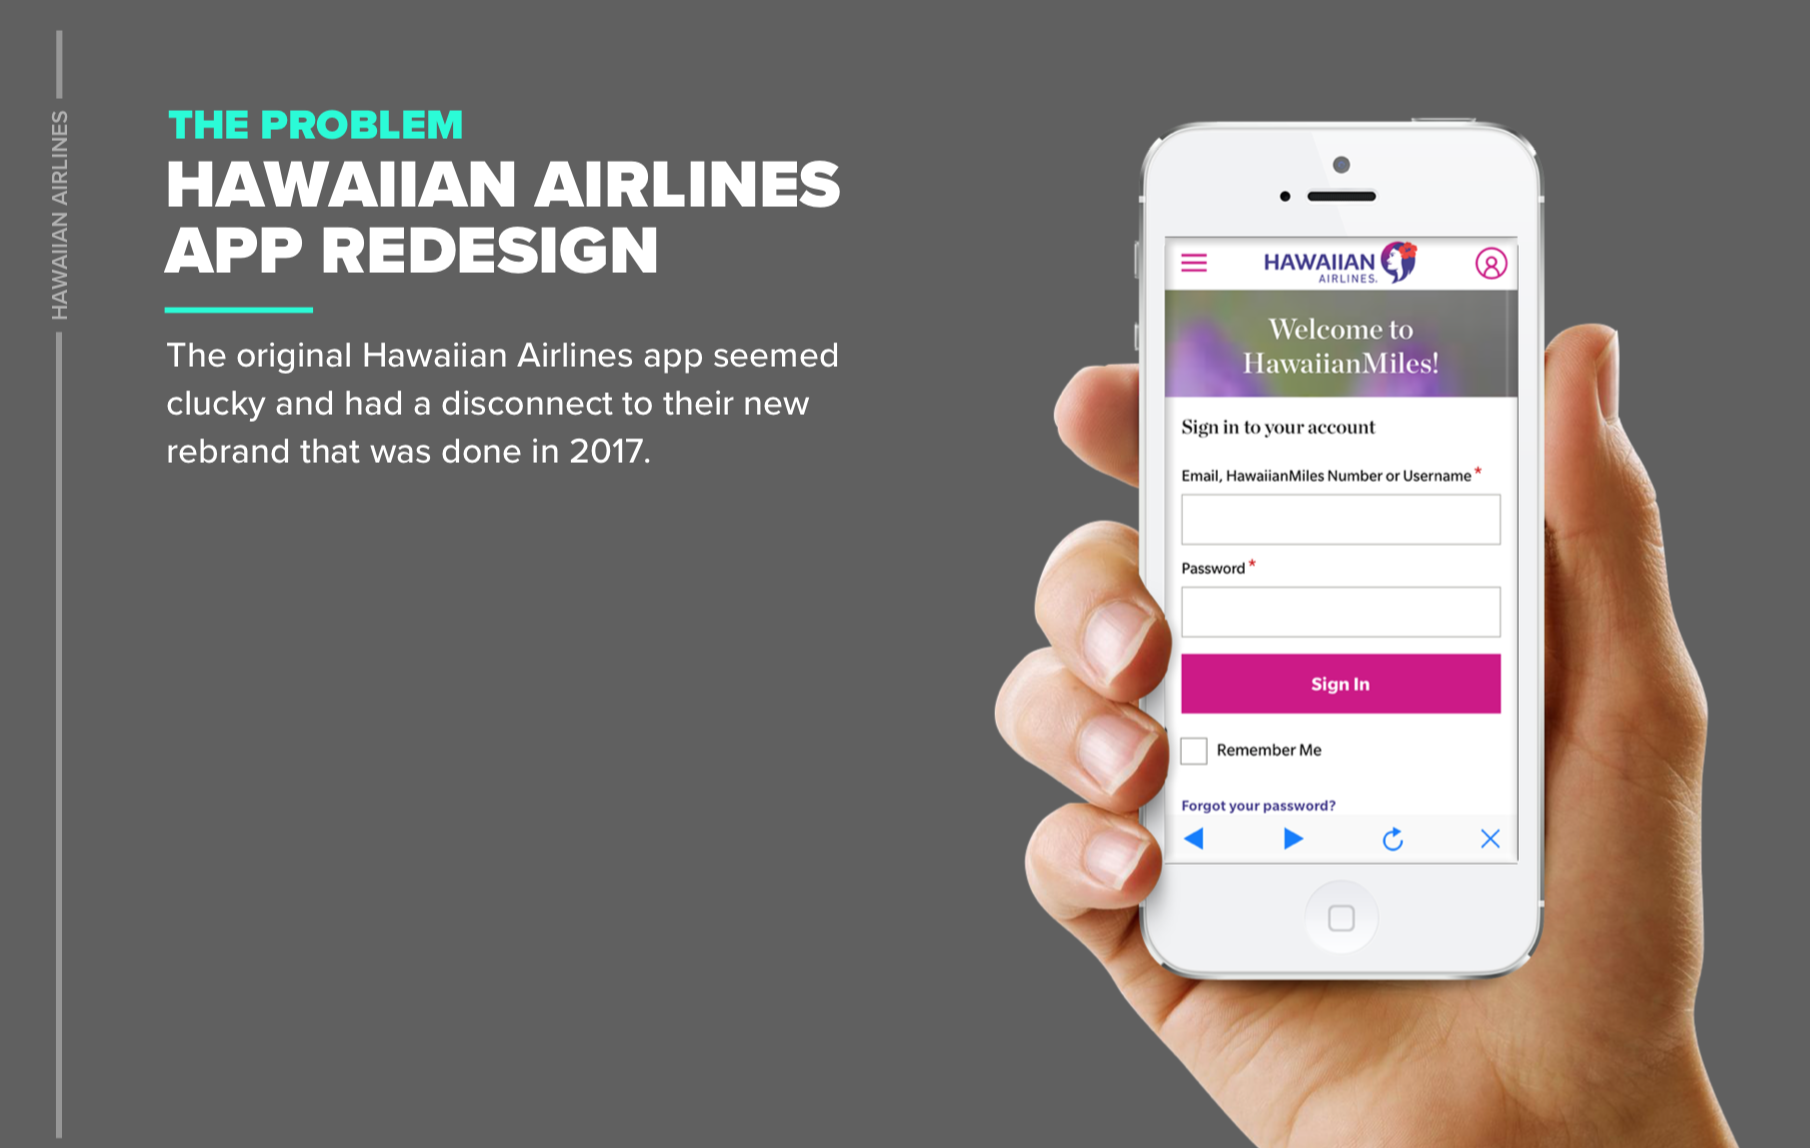 HAWAIIAN AIRLINES
THE PROBLEM
HAWAIIAN AIRLINES
APP REDESIGN
The original Hawaiian Airlines app seemed
clucky and had a disconnect to their new
rebrand that was done in 2017.
HAWAIIAN
AIRLINES.
Welcome to
HawaiianMiles!
Sign in to your account
Email, HawaiianMiles Number or Username *
Password *
Sign In
Remember Me
Forgot your password?